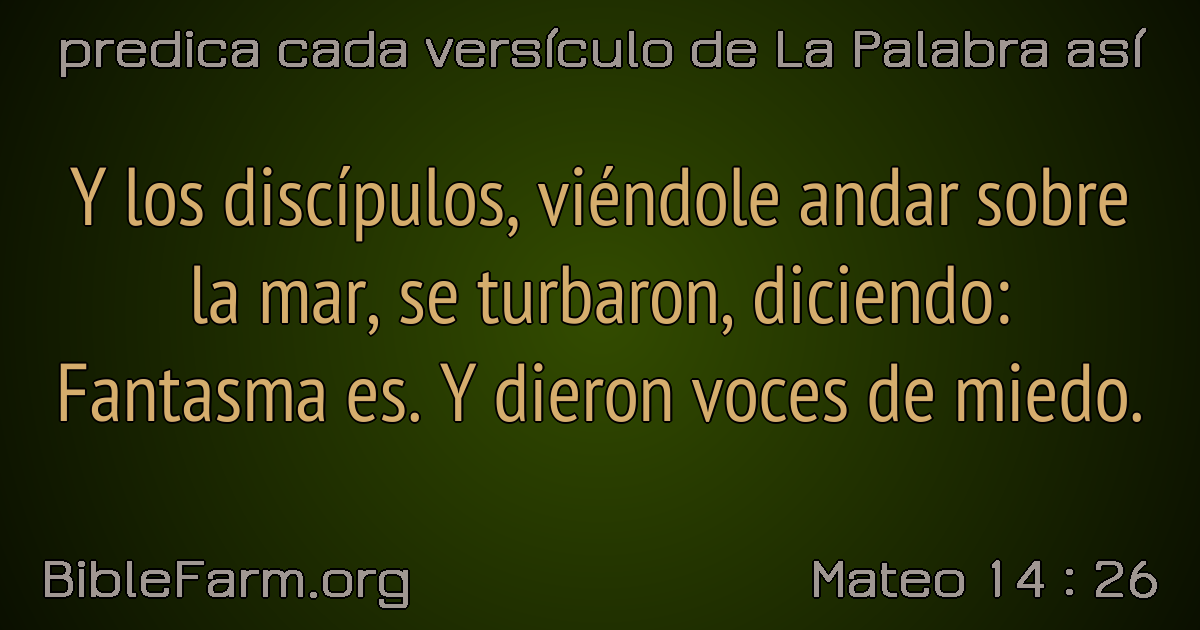 predica cada versículo de La Palabra así
Y los discípulos, viéndole andar sobre
la mar, se turbaron, diciendo:
Fantasma es. Y dieron voces de miedo.
BibleFarm.org
Mateo 14 : 26